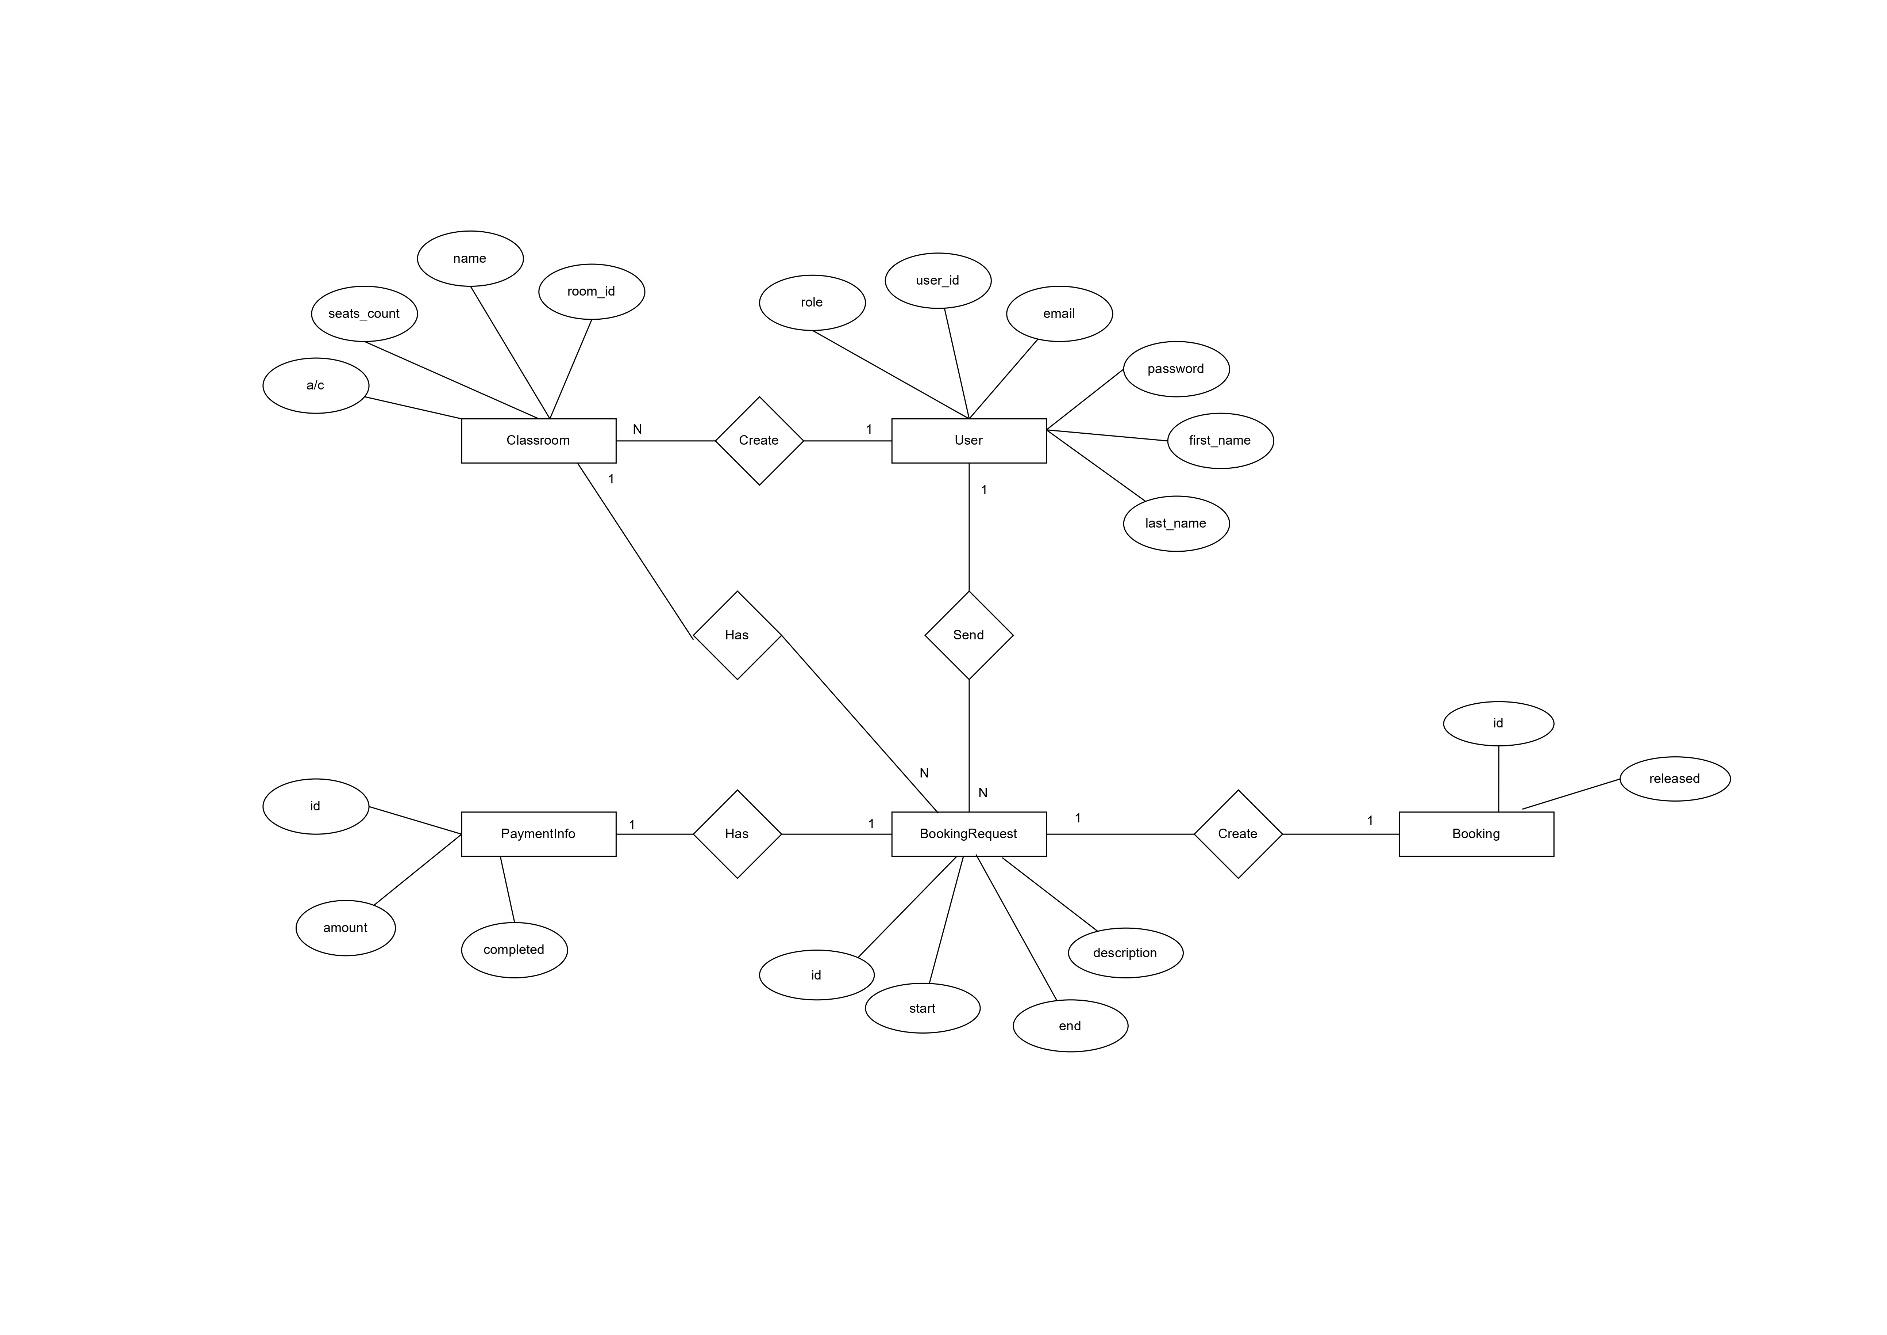 name
room_id
seats_count
a/c
role
user_id
email
password
first_name
last_name
Classroom
N
Create
1
User
1
1
Has
Send
N
N
id
released
id
PaymentInfo
1
Has
1
BookingRequest
1
Create
1
Booking
amount
completed
id
start
end
description